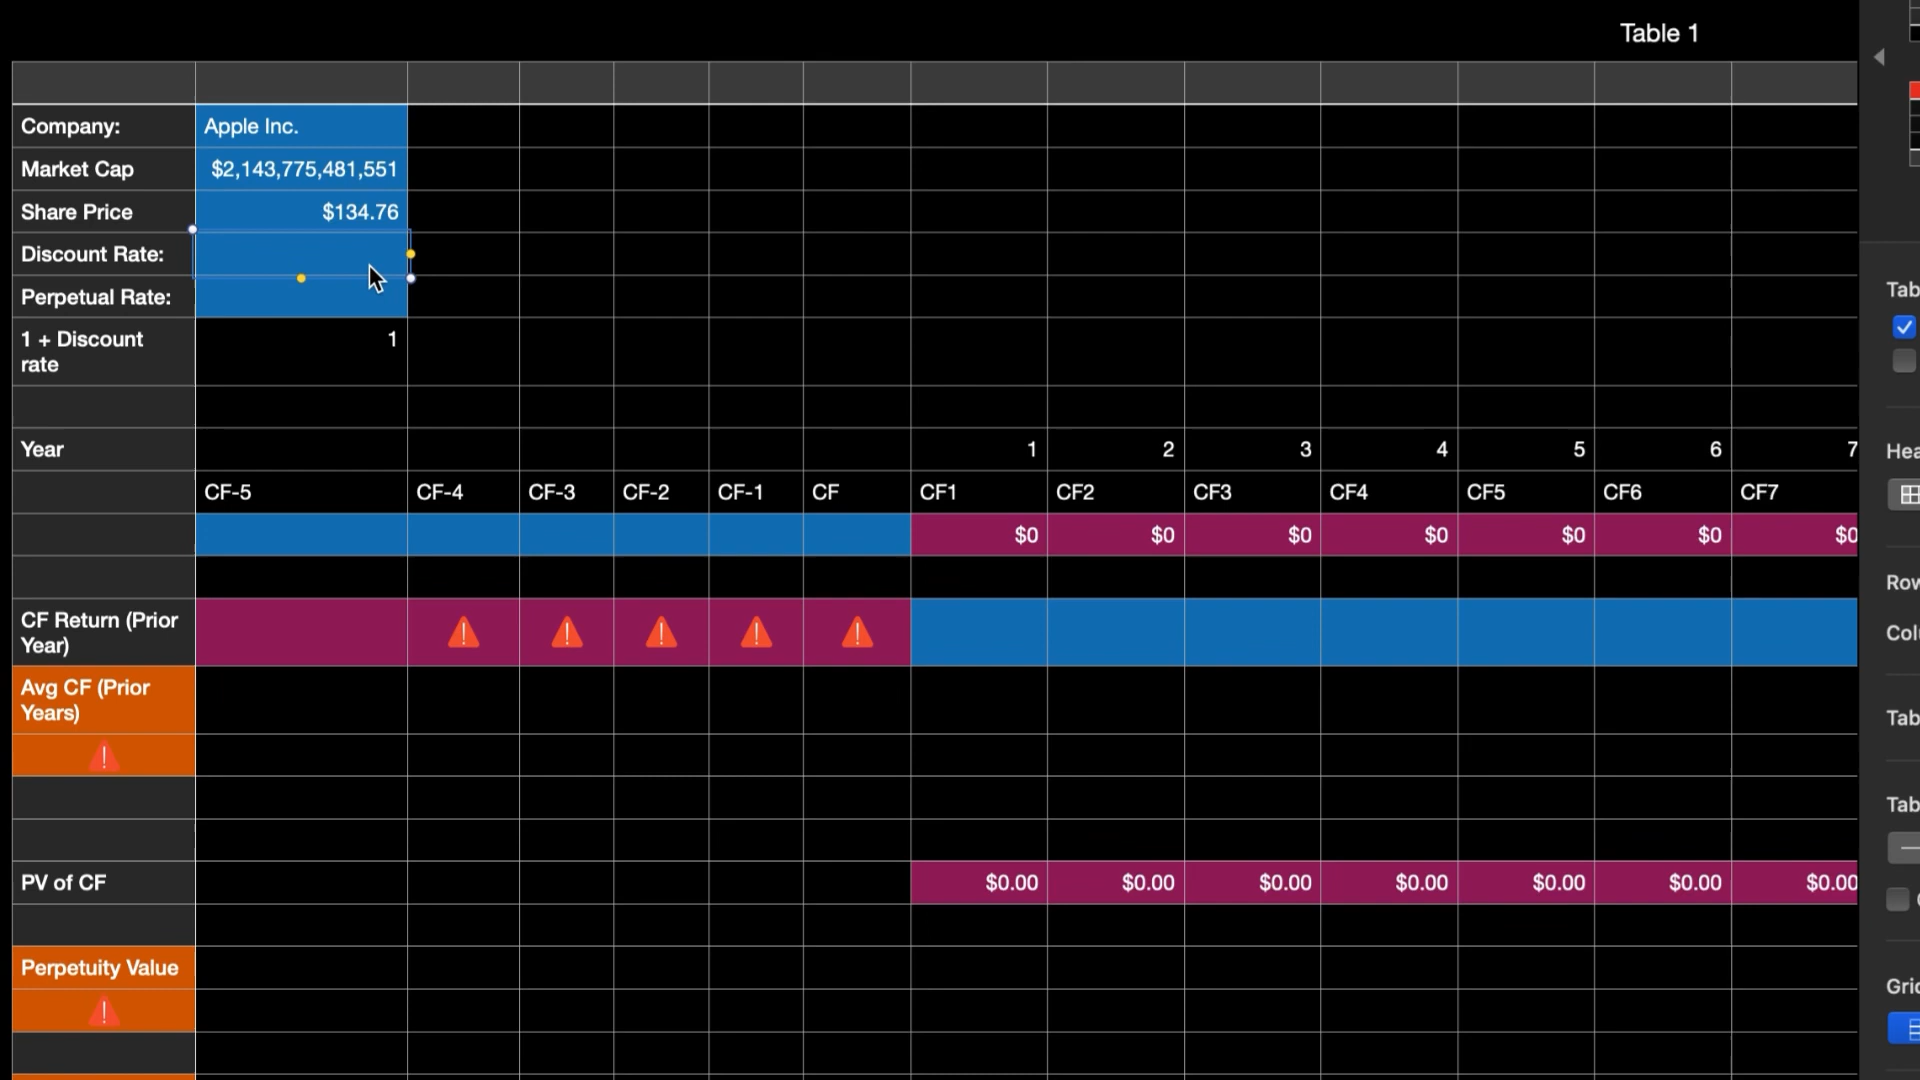 Table 1
Company: Apple Inc.
Market Cap $2,143,775,481,551
Share Price $134.76
Discount Rate:
Perpetual Rate:
1 + Discount 1
rate
Year 1 2 3 4 5 6 7
CF-5 CF-4 CF-3 CF-2 CF-1 CF CF1 CF2 CF3 CF4 CF5 CF6 CF7
$0 $0 $0 $0 $0 $0 $0
CF Return (Prior
Year)
Avg CF (Prior
Years)
PV of CF $0.00 $0.00 $0.00 $0.00 $0.00 $0.00 $0.00
Perpetuity Value
Tab
Hea
Row
Colu
Tab
Tab
Grid